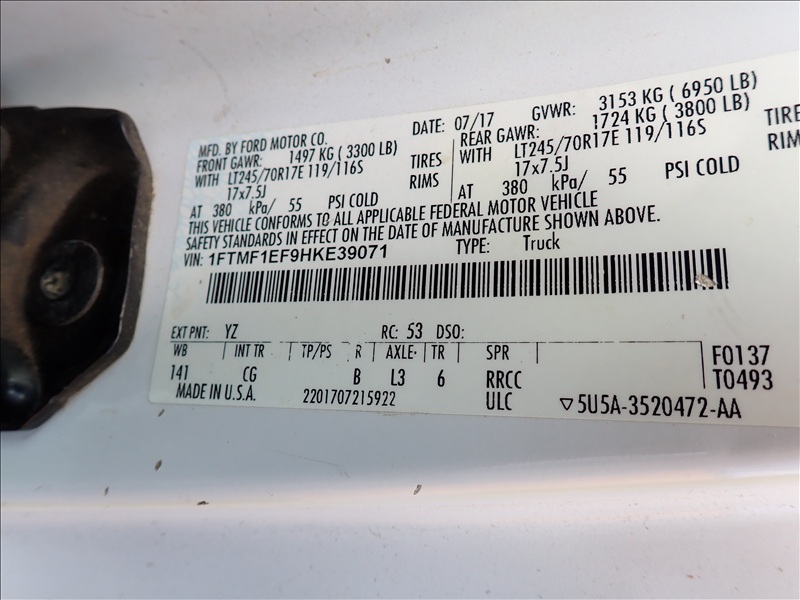 MFD. BY FORD MOTOR CO.
DATE: 07/17 GVWR: 3153 KG ( 6950 LB)
FRONT GAWR: 1497 KG ( 3300 LB)
REAR GAWR: 1724 KG ( 3800 LB)
WITH LT245/70R17E 119/116S TIRES
WITH LT245/70R17E 119/116S TIRE
17x7.5J RIMS
17x7.5J RIMS
AT 380 kPa/ 55 PSI COLD
AT 380 kPa/ 55 PSI COLD
THIS VEHICLE CONFORMS TO ALL APPLICABLE FEDERAL MOTOR VEHICLE
SAFETY STANDARDS IN EFFECT ON THE DATE OF MANUFACTURE SHOWN ABOVE.
VIN: 1FTMF1EF9HKE39071 TYPE: Truck
EXT PNT: YZ RC: 53 DSO:
WB INT TR TP/PS R AXLE TR SPR
141 CG B L3 6 RRCC
F0137
T0493
MADE IN U.S.A. 2201707215922 ULC ▽5U5A-3520472-AA